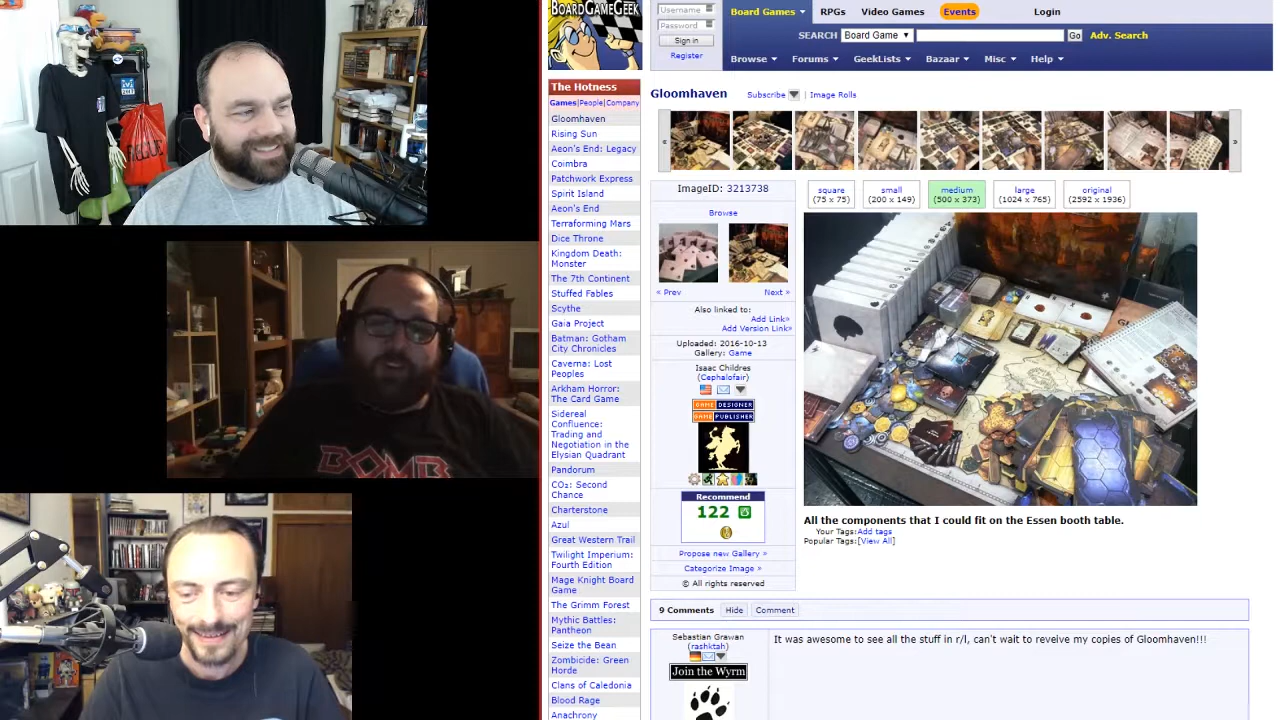 BOARDGAMEGEEK
Username
Password
Sign in
Register
Board Games
RPGs
Video Games
Events
Login
SEARCH
Board Game
Go
Adv. Search
Browse
Forums
GeekLists
Bazaar
Misc
Help
The Hotness
Games|People|Company
Gloomhaven
Rising Sun
Aeon's End: Legacy
Coimbra
Patchwork Express
Spirit Island
Aeon's End
Terraforming Mars
Dice Throne
Kingdom Death:
Monster
The 7th Continent
Stuffed Fables
Scythe
Gaia Project
Batman: Gotham
City Chronicles
Caverna: Lost
Peoples
Arkham Horror:
The Card Game
Sidereal
Confluence:
Trading and
Negotiation in the
Elysian Quadrant
Pandorum
CO₂: Second
Chance
Charterstone
Azul
Great Western Trail
Twilight Imperium:
Fourth Edition
Mage Knight Board
Game
The Grimm Forest
Mythic Battles:
Pantheon
Seize the Bean
Zombicide: Green
Horde
Clans of Caledonia
Blood Rage
Anachrony
Gloomhaven
Subscribe | Image Rolls
«
»
ImageID: 3213738
Browse
« Prev
Next »
Also linked to:
Add Link»
Add Version Link»
Uploaded: 2016-10-13
Gallery: Game
Isaac Childres
(Cephalofair)
GAME DESIGNER
GAME PUBLISHER
Recommend
122
Propose new Gallery »
Categorize Image »
© All rights reserved
square
(75 x 75)
small
(200 x 149)
medium
(500 x 373)
large
(1024 x 765)
original
(2592 x 1936)
All the components that I could fit on the Essen booth table.
Your Tags: Add tags
Popular Tags: [View All]
9 Comments Hide Comment
Sebastian Grawan
(rashktah)
Join the Wyrm
It was awesome to see all the stuff in r/l, can't wait to reveive my copies of Gloomhaven!!!
BOMB